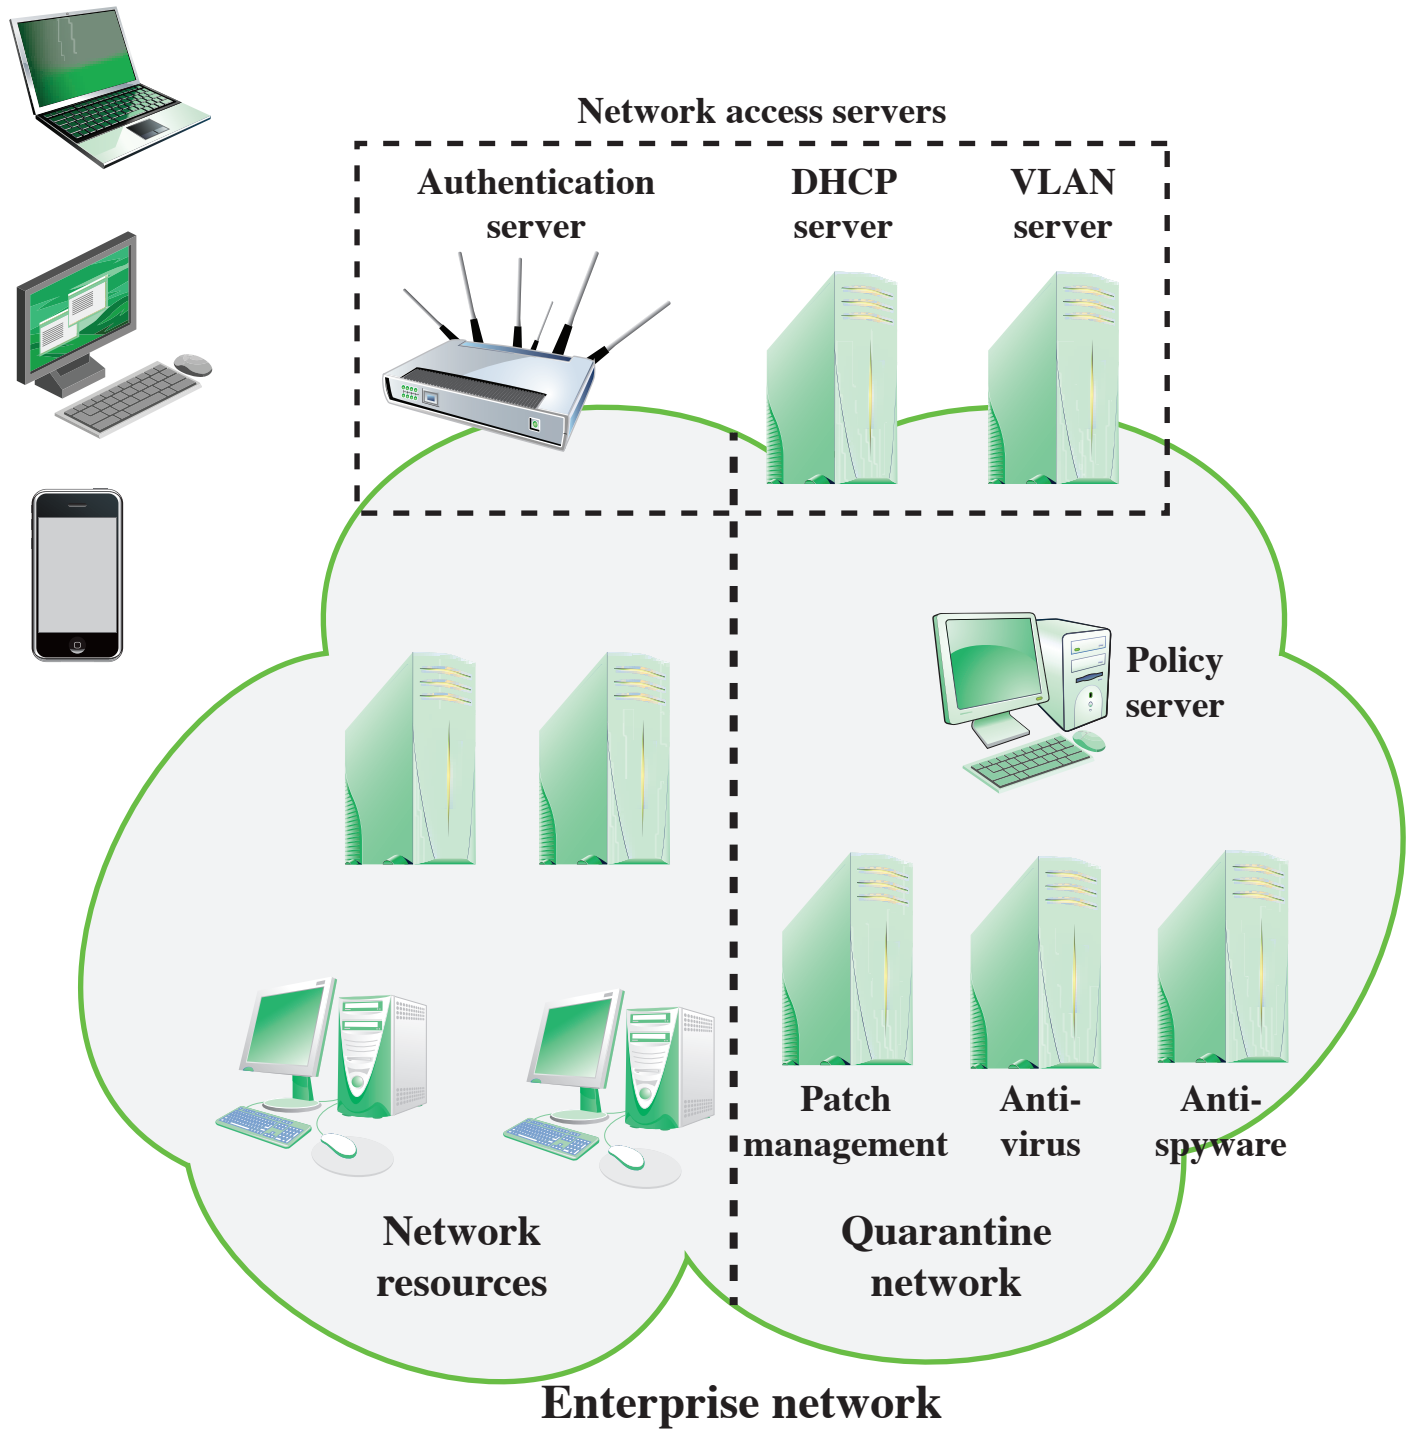 Network access servers
Authentication
server
DHCP
server
VLAN
server
Policy
server
Patch
management
Anti-
virus
Anti-
spyware
Network
resources
Quarantine
network
Enterprise network